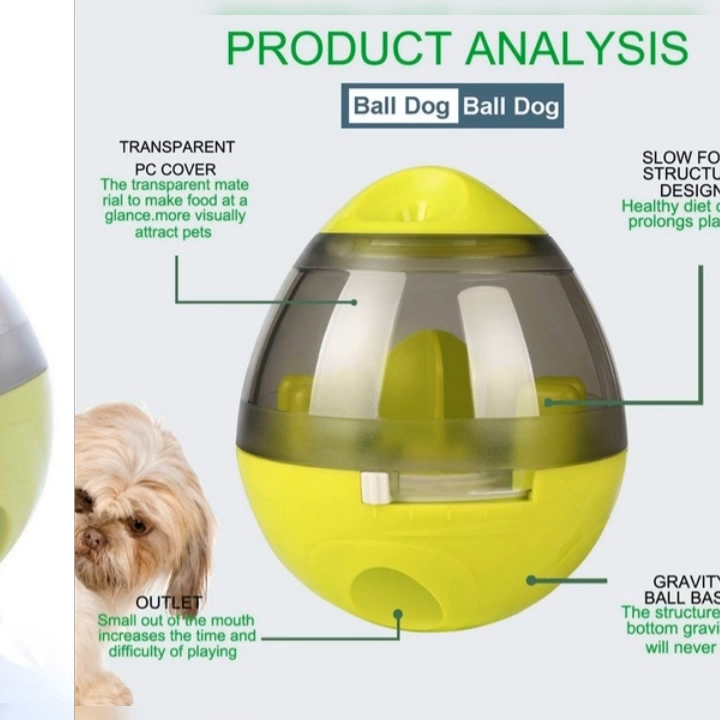 PRODUCT ANALYSIS
Ball Dog Ball Dog
TRANSPARENT
PC COVER
The transparent mate
rial to make food at a
glance.more visually
attract pets
SLOW FO
STRUCTU
DESIGN
Healthy diet
prolongs pla
OUTLET
Small out of the mouth
increases the time and
difficulty of playing
GRAVITY
BALL BAS
The structure
bottom gravi
will never